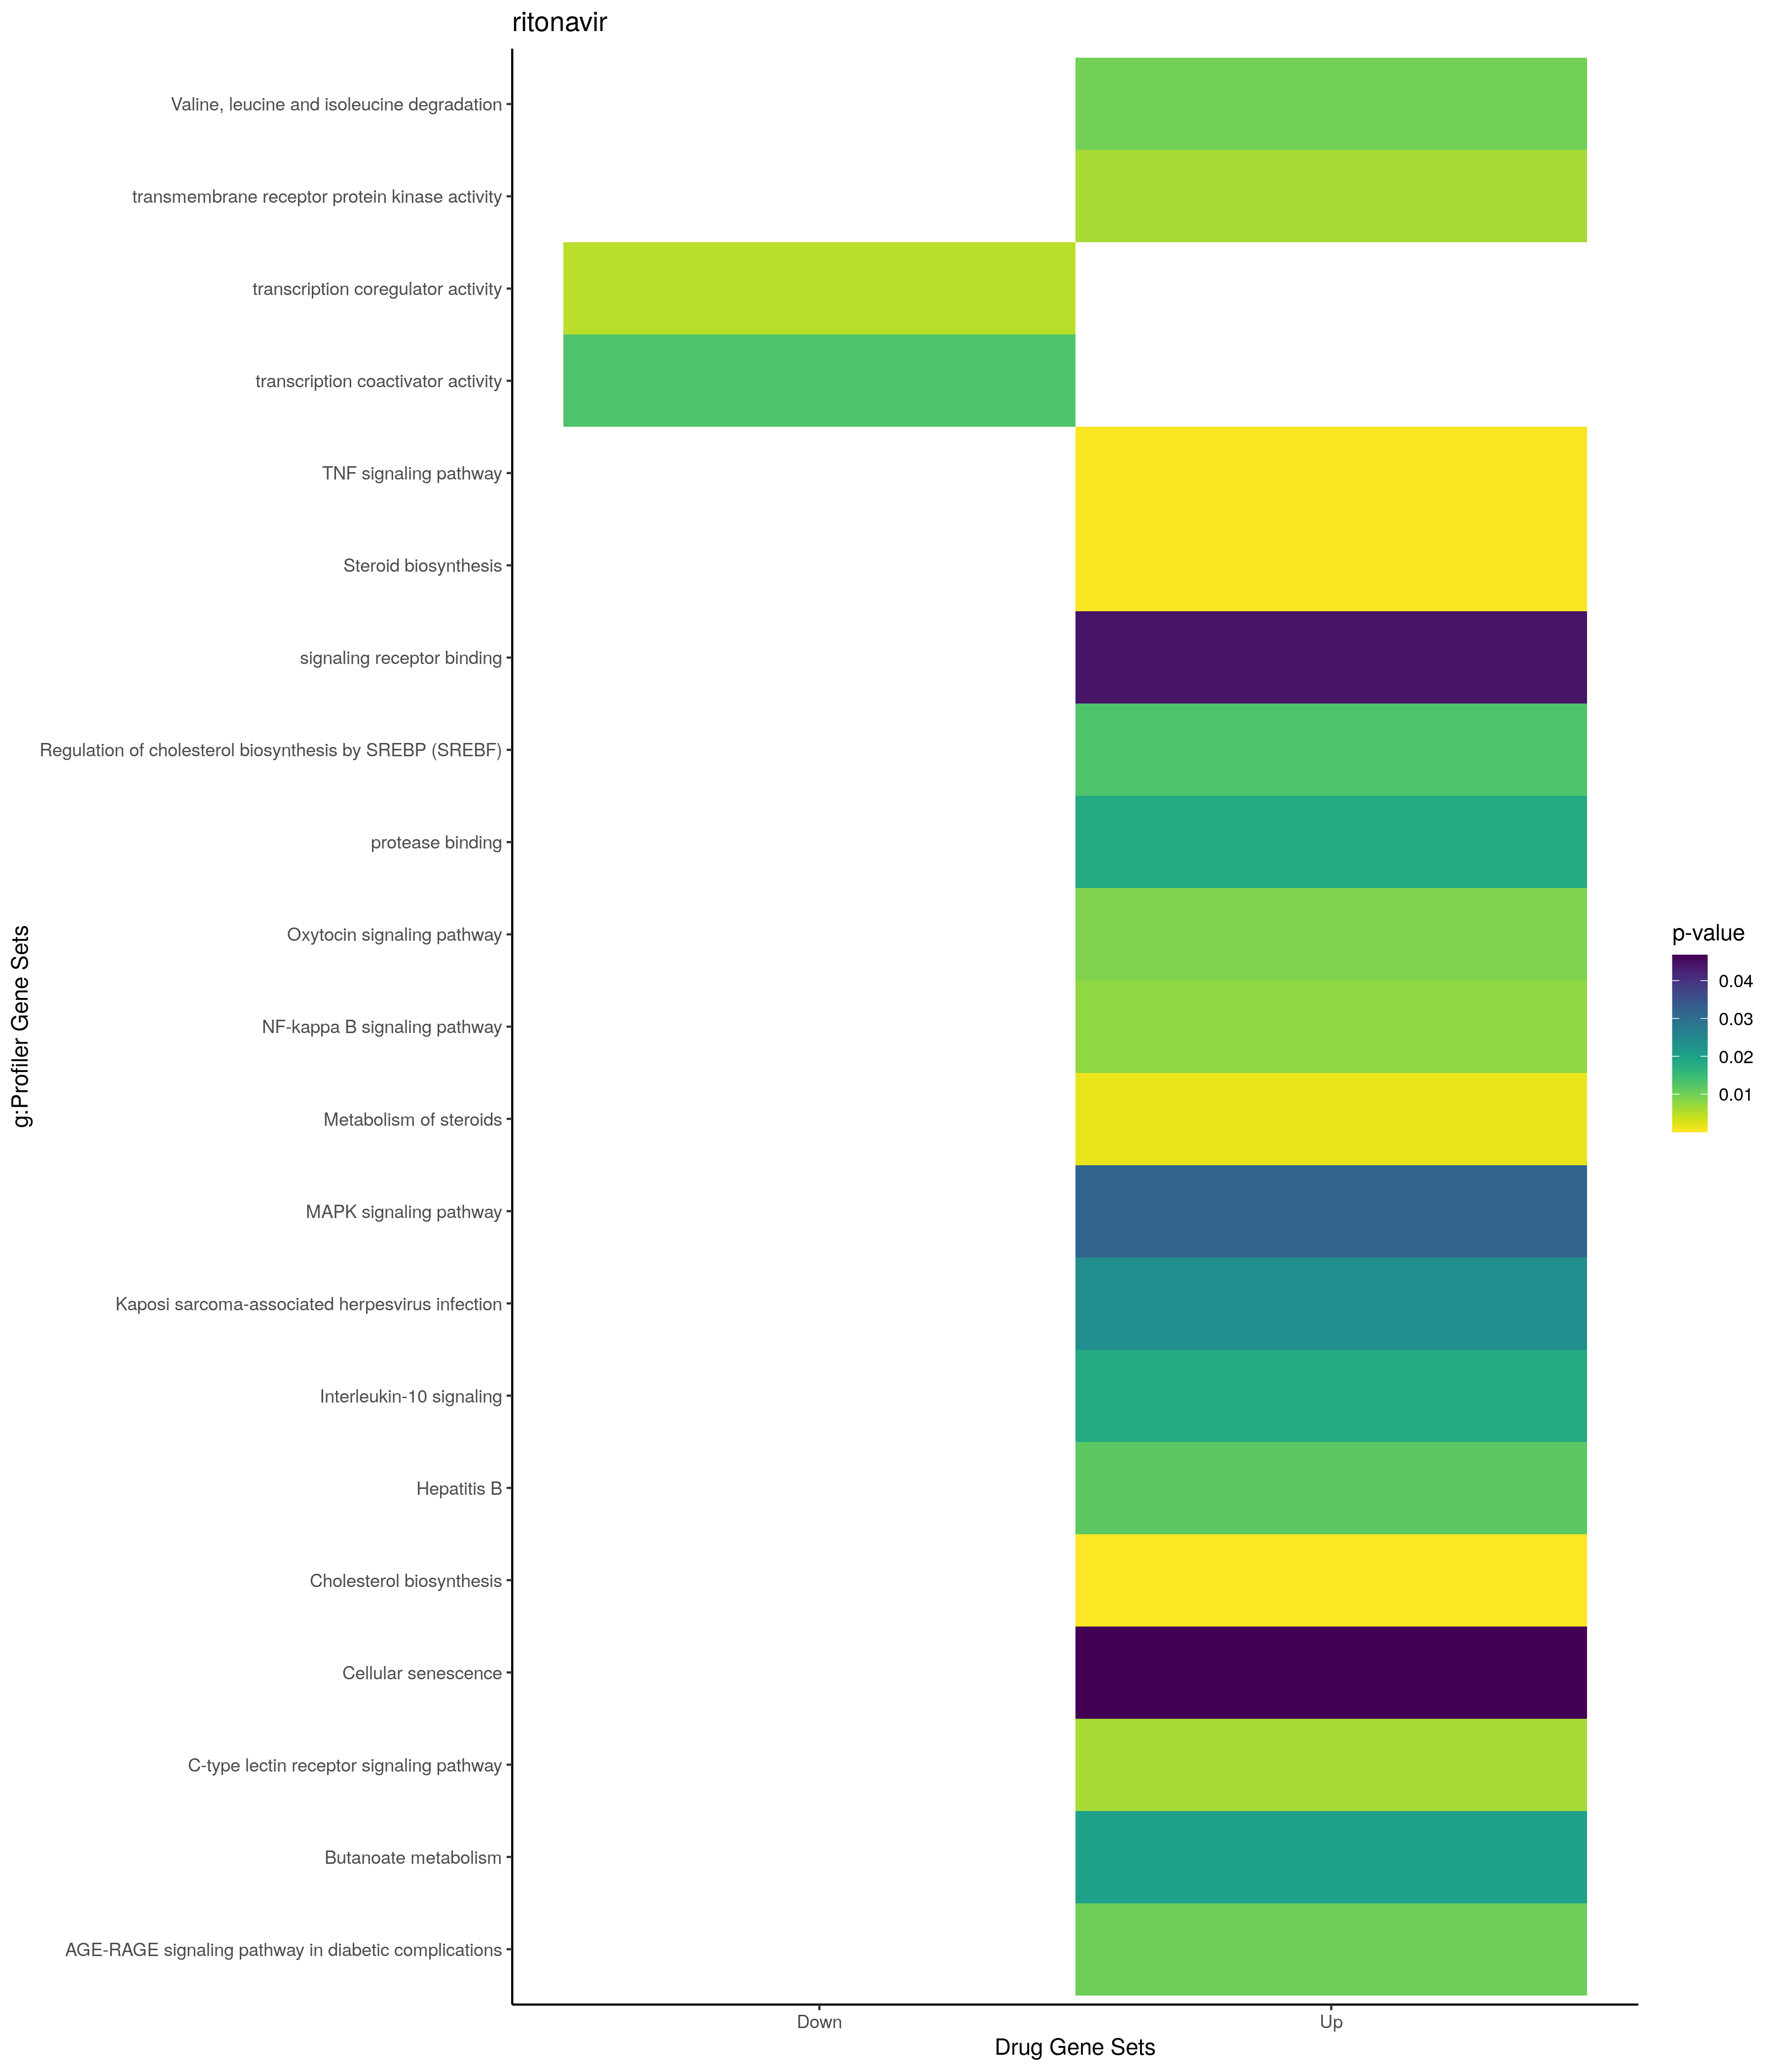 ritonavir
Valine, leucine and isoleucine degradation
transmembrane receptor protein kinase activity
transcription coregulator activity
transcription coactivator activity
TNF signaling pathway
Steroid biosynthesis
signaling receptor binding
Regulation of cholesterol biosynthesis by SREBP (SREBF)
protease binding
Oxytocin signaling pathway
NF-kappa B signaling pathway
Metabolism of steroids
MAPK signaling pathway
Kaposi sarcoma-associated herpesvirus infection
Interleukin-10 signaling
Hepatitis B
Cholesterol biosynthesis
Cellular senescence
C-type lectin receptor signaling pathway
Butanoate metabolism
AGE-RAGE signaling pathway in diabetic complications
g:Profiler Gene Sets
Down
Up
Drug Gene Sets
p-value
0.04
0.03
0.02
0.01